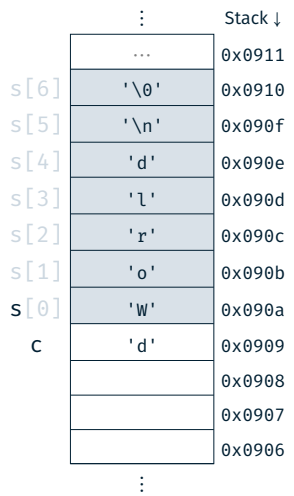 ⋮ Stack ↓
... 0x0911
s[6] '\0' 0x0910
s[5] '\n' 0x090f
s[4] 'd' 0x090e
s[3] 'l' 0x090d
s[2] 'r' 0x090c
s[1] 'o' 0x090b
s[0] 'W' 0x090a
c 'd' 0x0909
0x0908
0x0907
0x0906
⋮